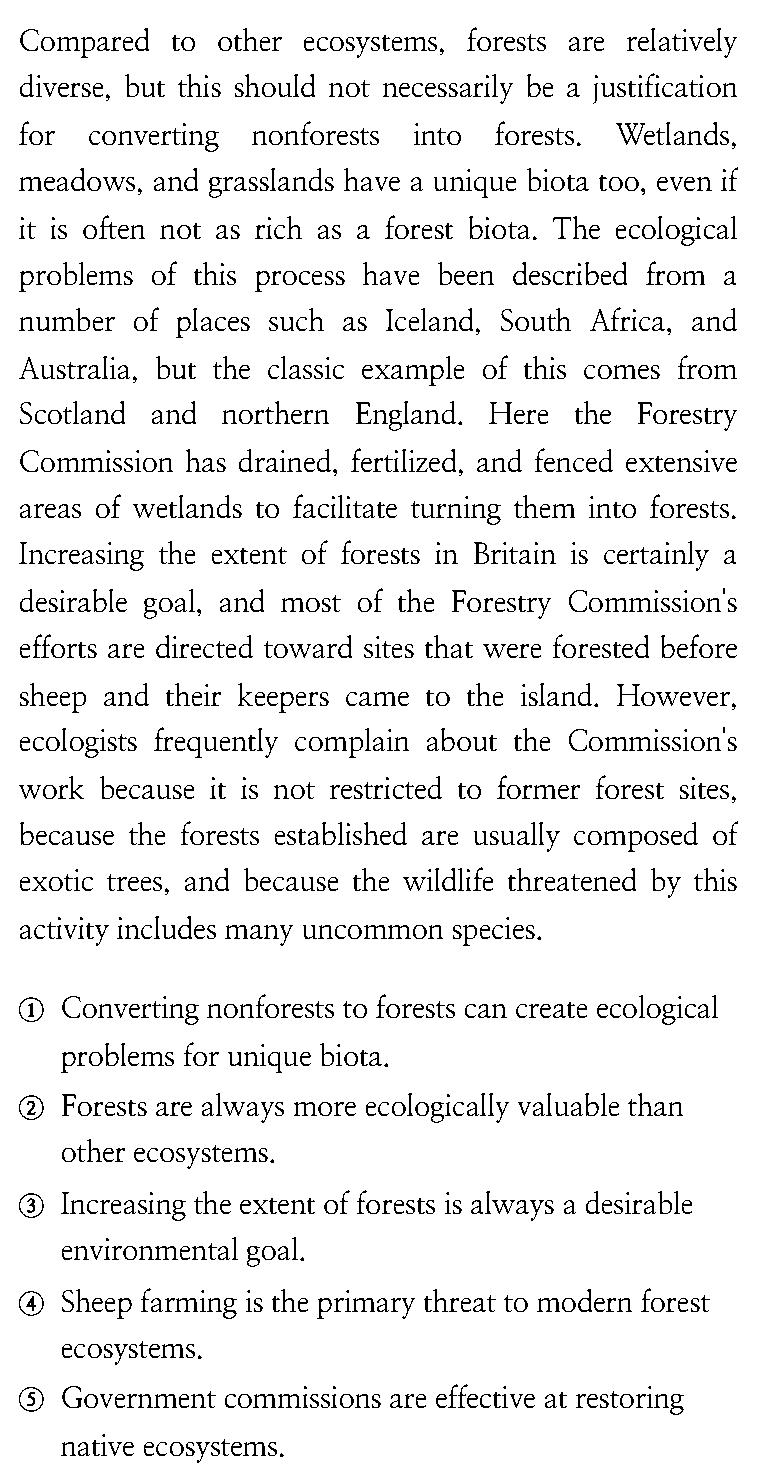 Compared to other ecosystems, forests are relatively
diverse, but this should not necessarily be a justification
for converting nonforests into forests. Wetlands,
meadows, and grasslands have a unique biota too, even if
it is often not as rich as a forest biota. The ecological
problems of this process have been described from a
number of places such as Iceland, South Africa, and
Australia, but the classic example of this comes from
Scotland and northern England. Here the Forestry
Commission has drained, fertilized, and fenced extensive
areas of wetlands to facilitate turning them into forests.
Increasing the extent of forests in Britain is certainly a
desirable goal, and most of the Forestry Commission's
efforts are directed toward sites that were forested before
sheep and their keepers came to the island. However,
ecologists frequently complain about the Commission's
work because it is not restricted to former forest sites,
because the forests established are usually composed of
exotic trees, and because the wildlife threatened by this
activity includes many uncommon species.
① Converting nonforests to forests can create ecological
problems for unique biota.
② Forests are always more ecologically valuable than
other ecosystems.
③ Increasing the extent of forests is always a desirable
environmental goal.
④ Sheep farming is the primary threat to modern forest
ecosystems.
⑤ Government commissions are effective at restoring
native ecosystems.